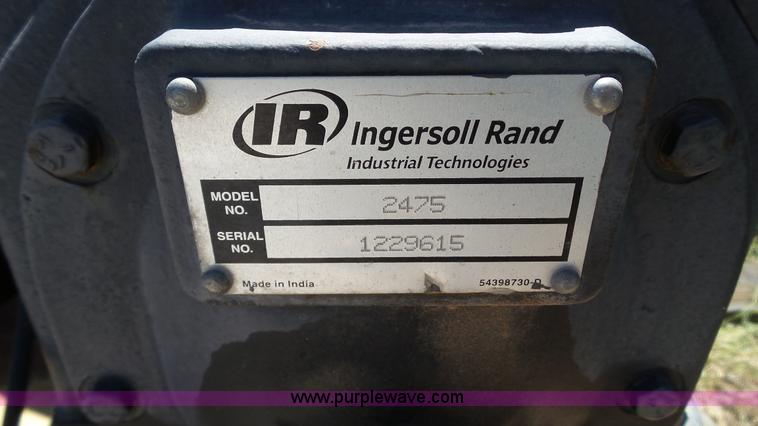 IR Ingersoll Rand
Industrial Technologies
MODEL NO. 2475
SERIAL NO. 1229615
Made in India 54398730-D
www.purplewave.com